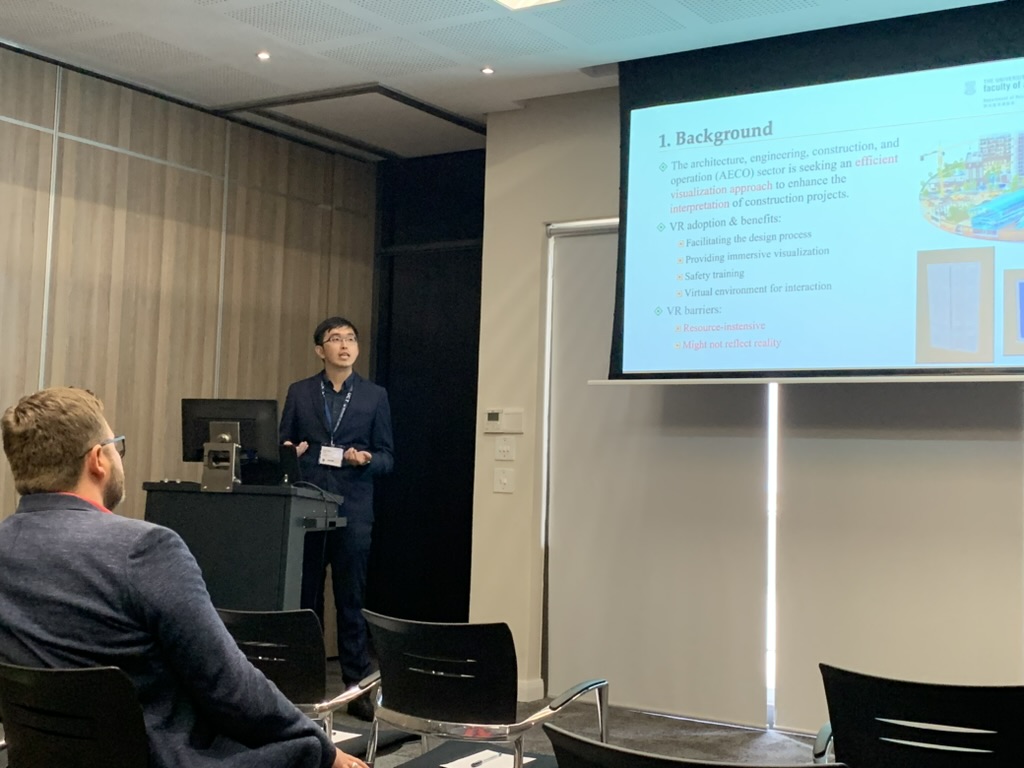 THE UNIVERSI
faculty of
1. Background
The architecture, engineering, construction, and
operation (AECO) sector is seeking an efficient
visualization approach to enhance the
interpretation of construction projects.
VR adoption & benefits:
Facilitating the design process
Providing immersive visualization
Safety training
Virtual environment for interaction
VR barriers:
Resource-intensive
Might not reflect reality